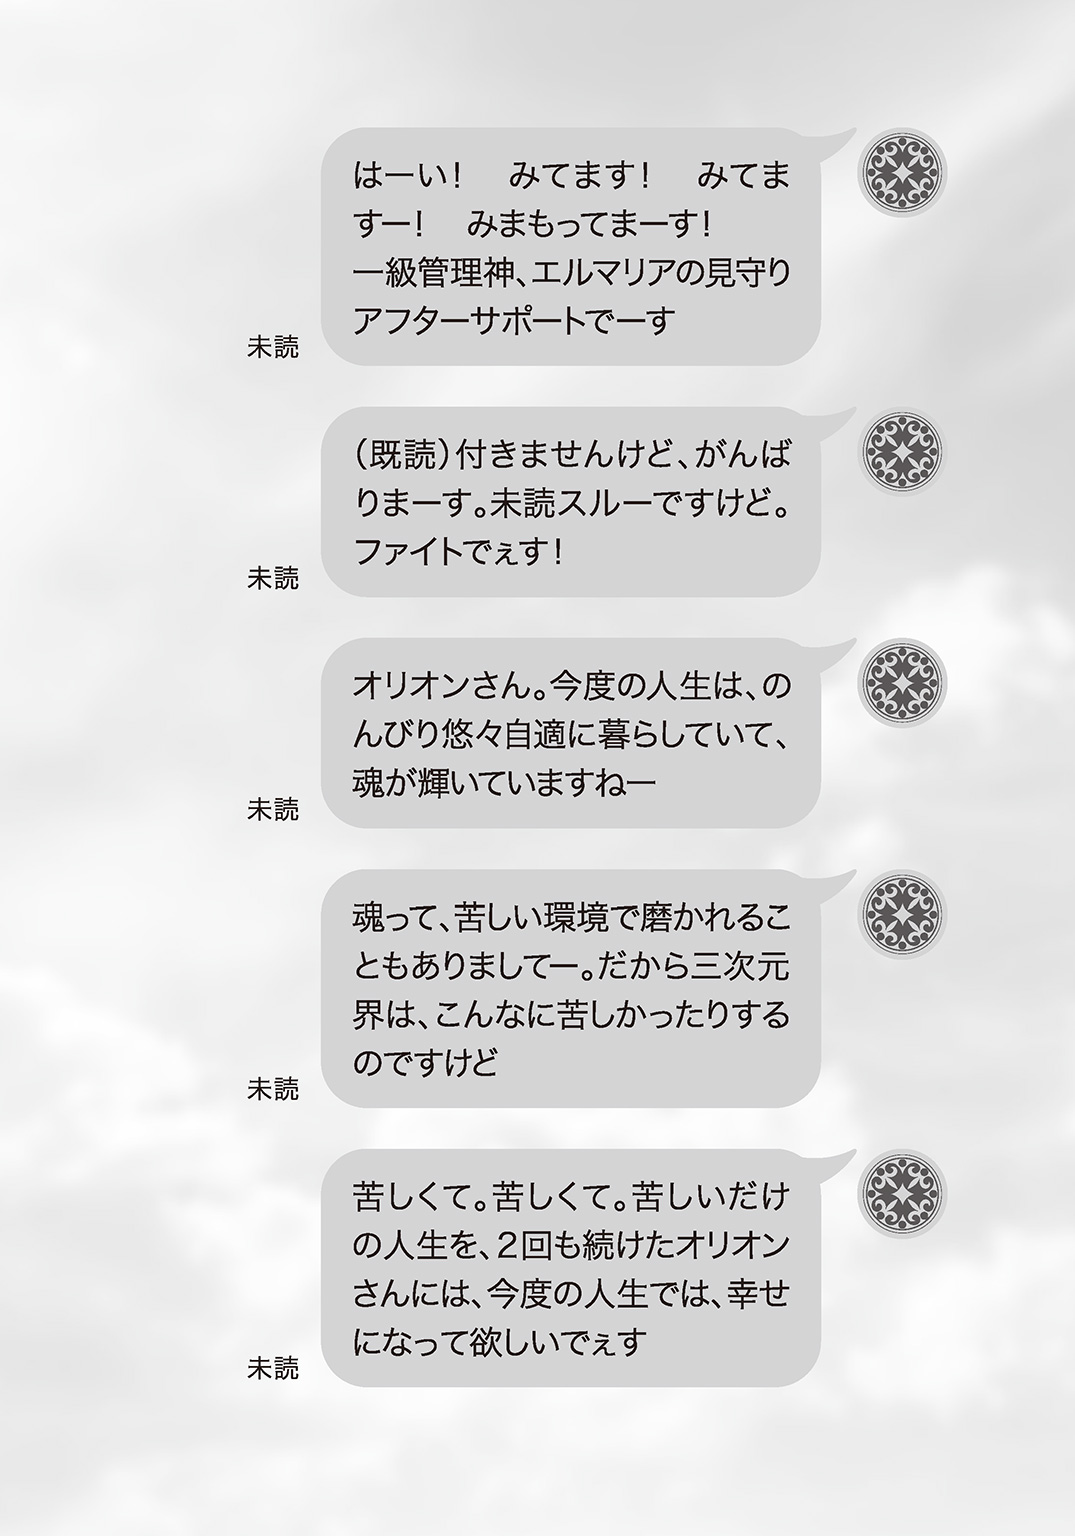 はーい！　みてます！　みてま
すー！　みまもってまーす！
一級管理神、エルマリアの見守り
アフターサポートでーす
未読
（既読）付きませんけど、がんば
りまーす。未読スルーですけど。
ファイトでぇす！
未読
オリオンさん。今度の人生は、の
んびり悠々自適に暮らしていて、
魂が輝いていますねー
未読
魂って、苦しい環境で磨かれるこ
ともありましてー。だから三次元
界は、こんなに苦しかったりする
のですけど
未読
苦しくて。苦しくて。苦しいだけ
の人生を、2回も続けたオリオン
さんには、今度の人生では、幸せ
になって欲しいでぇす
未読